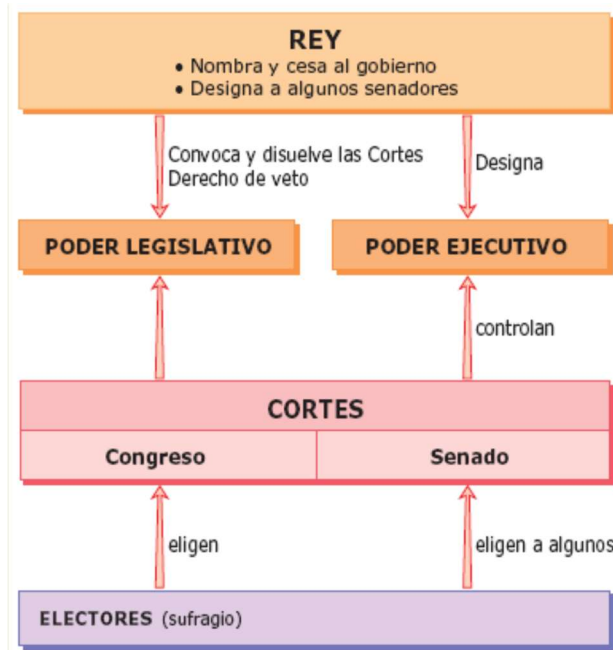 REY
• Nombra y cesa al gobierno
• Designa a algunos senadores
Convoca y disuelve las Cortes
Derecho de veto
Designa
PODER LEGISLATIVO
PODER EJECUTIVO
controlan
CORTES
Congreso
Senado
eligen
eligen a algunos
ELECTORES (sufragio)